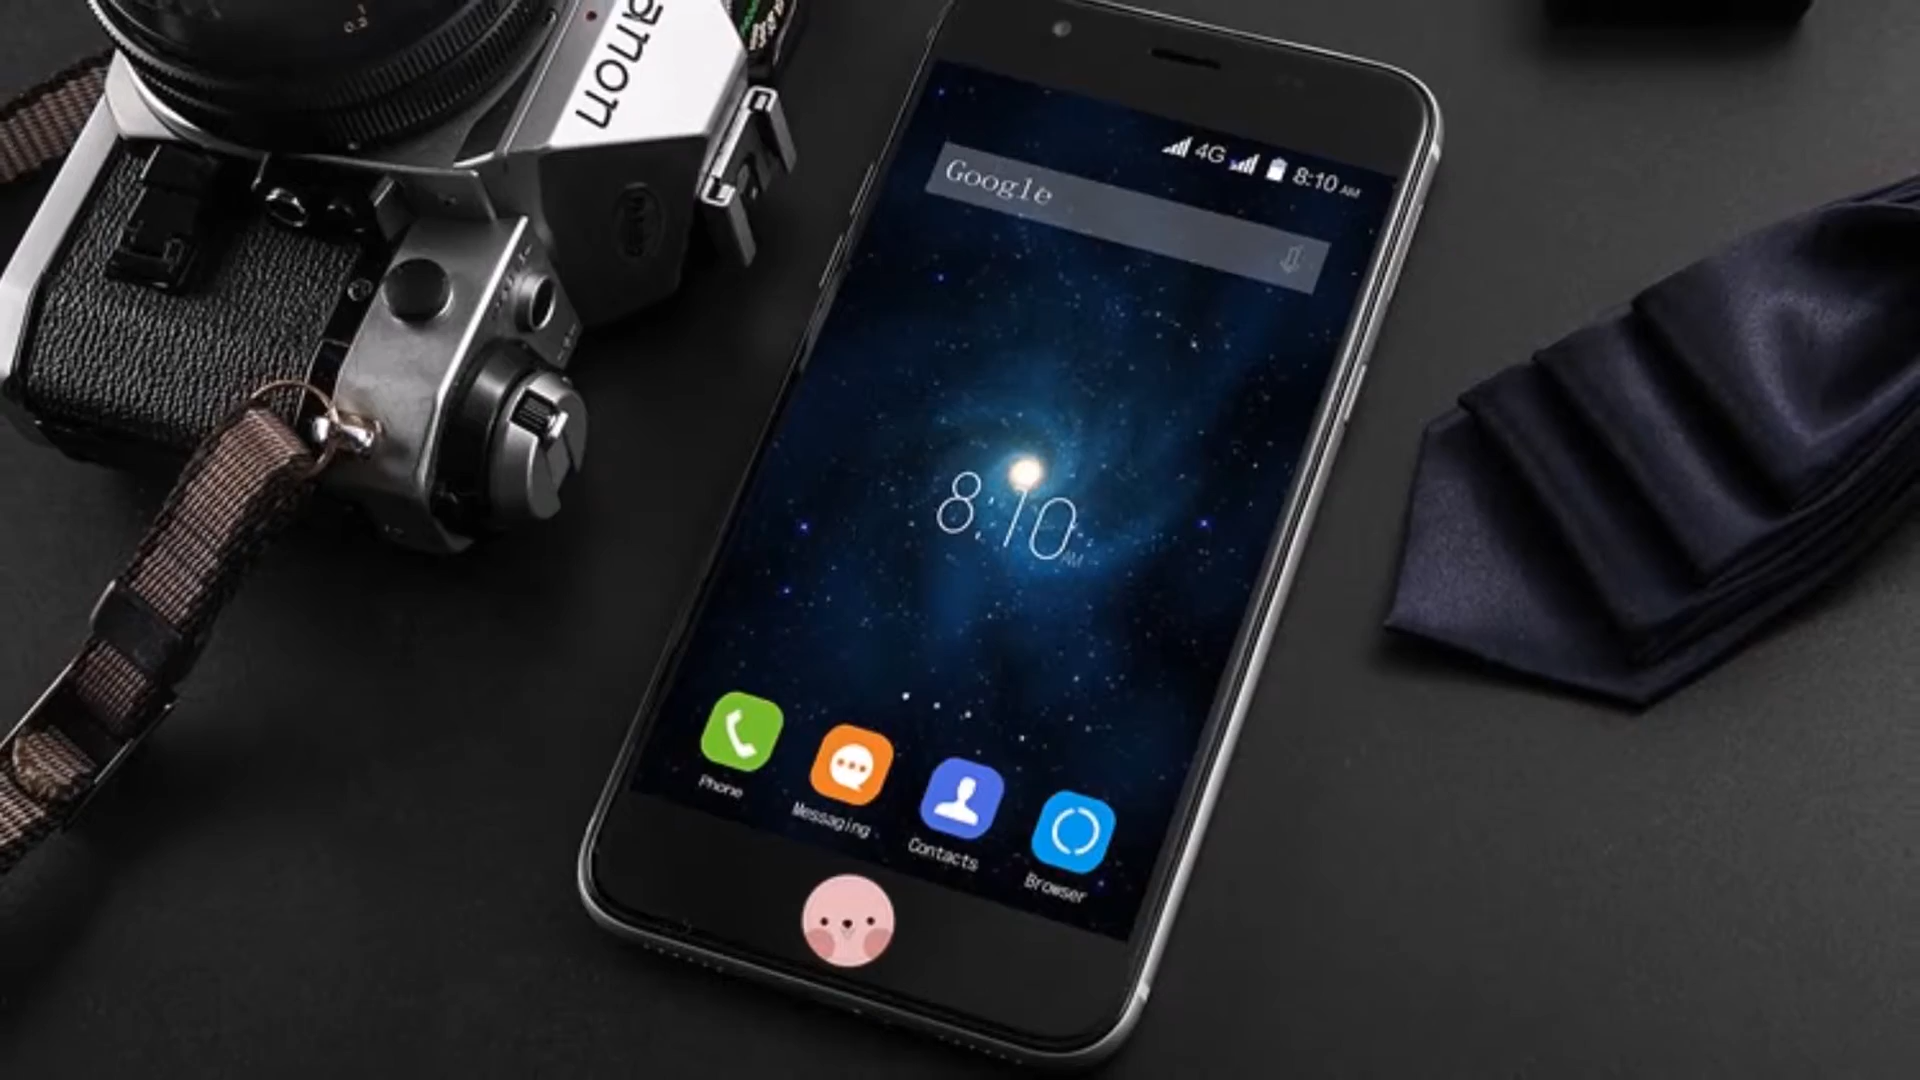 anon
4G 8:10 AM
Google
8:10 AM
Phone
Messaging
Contacts
Browser